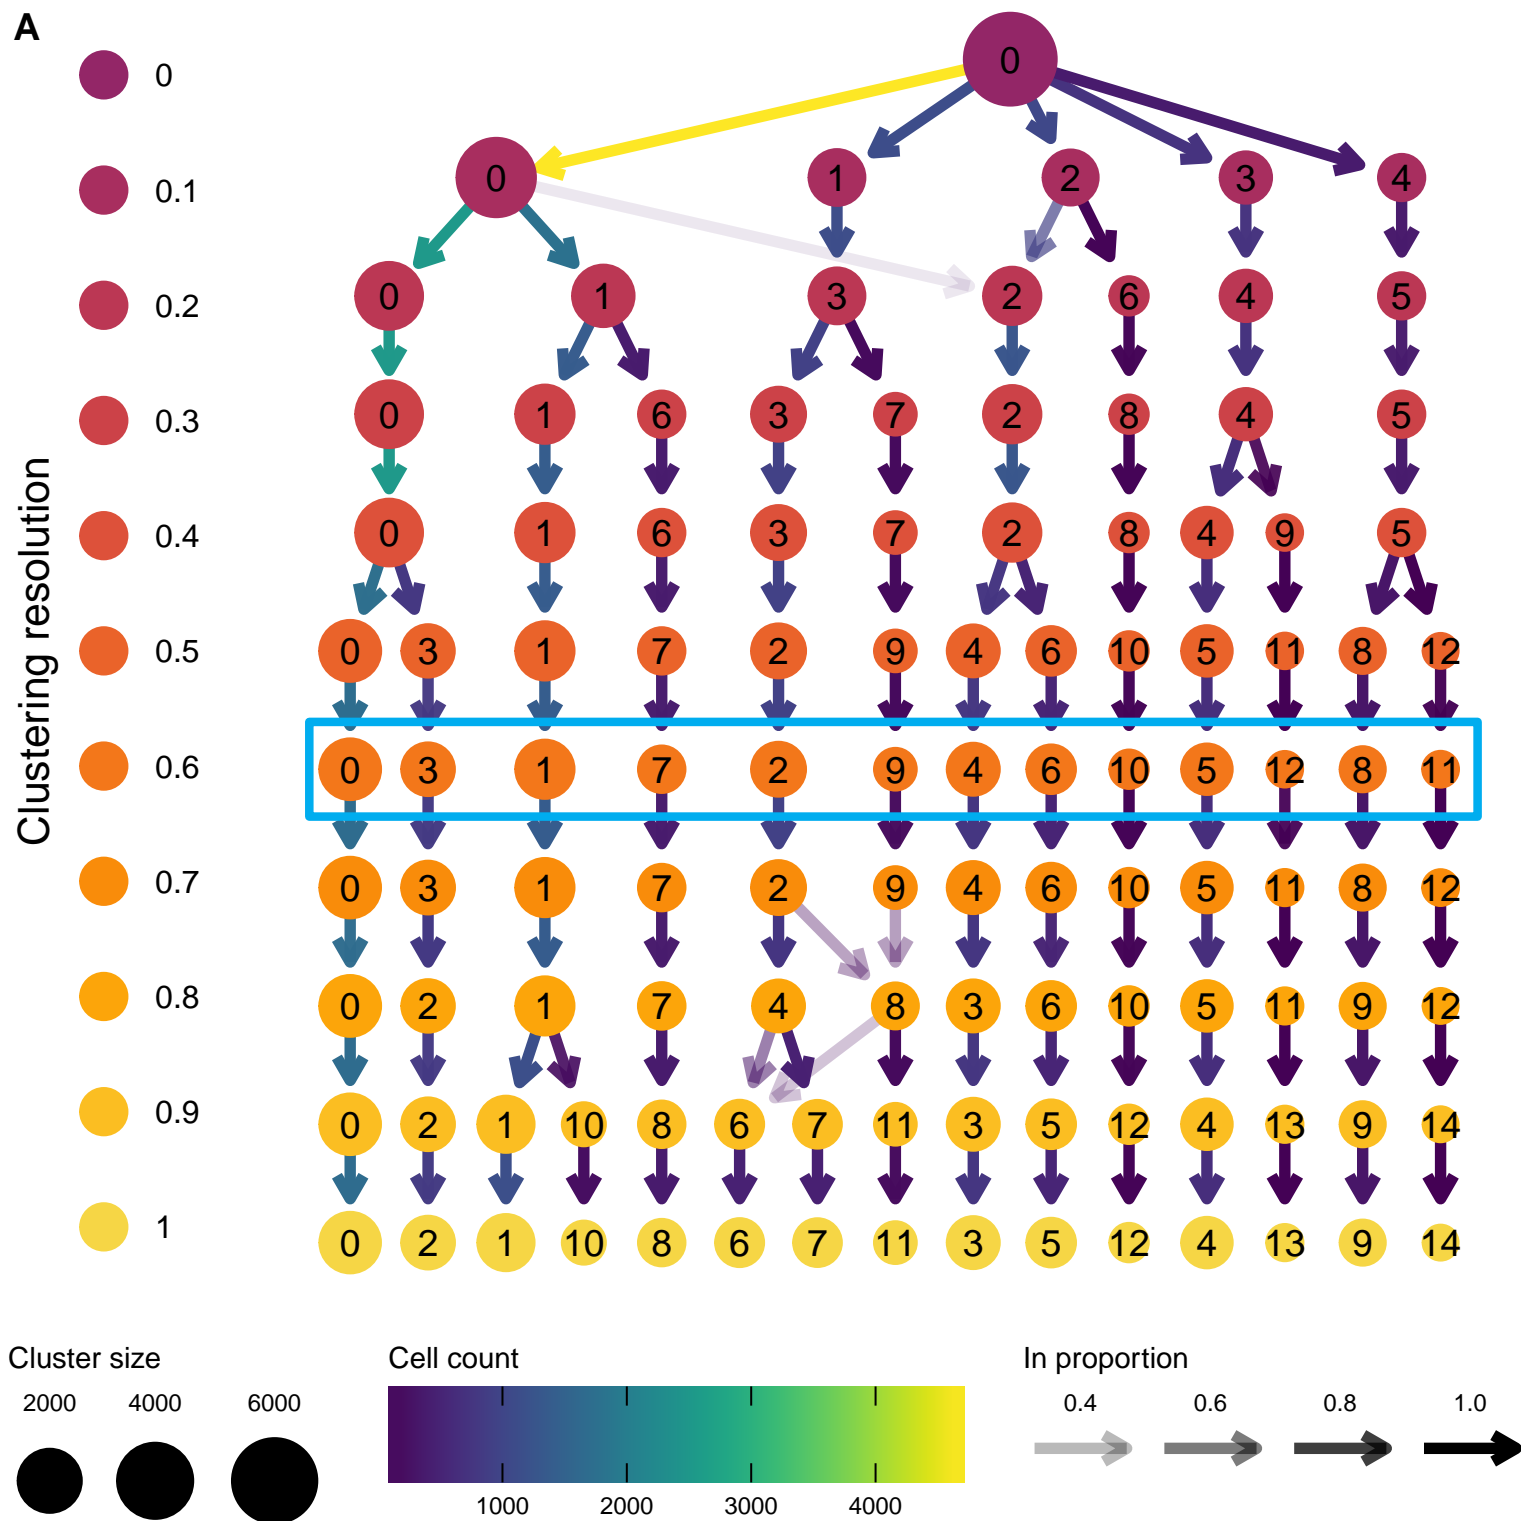 A
0
0
0.1
0 1 2 3 4
0.2
0 1 3 2 6 4 5
0.3
0 1 6 3 7 2 8 4 5
0.4
0 1 6 3 7 2 8 4 9 5
Clustering resolution
0.5
0 3 1 7 2 9 4 6 10 5 11 8 12
0.6
0 3 1 7 2 9 4 6 10 5 12 8 11
0.7
0 3 1 7 2 9 4 6 10 5 11 8 12
0.8
0 2 1 7 4 8 3 6 10 5 11 9 12
0.9
0 2 1 10 8 6 7 11 3 5 12 4 13 9 14
1
0 2 1 10 8 6 7 11 3 5 12 4 13 9 14
Cluster size
2000 4000 6000
Cell count
1000 2000 3000 4000
In proportion
0.4 0.6 0.8 1.0